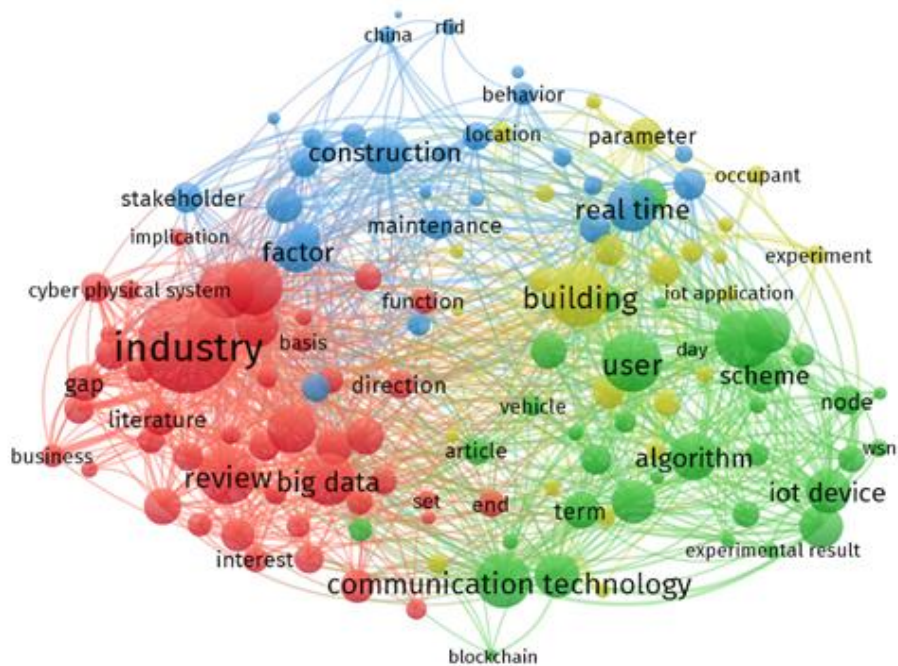 rfid
china
behavior
location
parameter
construction
occupant
stakeholder
real time
maintenance
implication
factor
experiment
cyber physical system
function
building
iot application
industry
basis
user
day
scheme
gap
direction
literature
vehicle
node
business
article
algorithm
wsn
review
big data
iot device
set
end
term
interest
experimental result
communication technology
blockchain